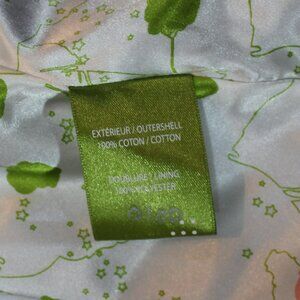 EXTÉRIEUR / OUTERSHELL
100% COTON / COTTON
DOUBLURE / LINING
100% POLYESTER